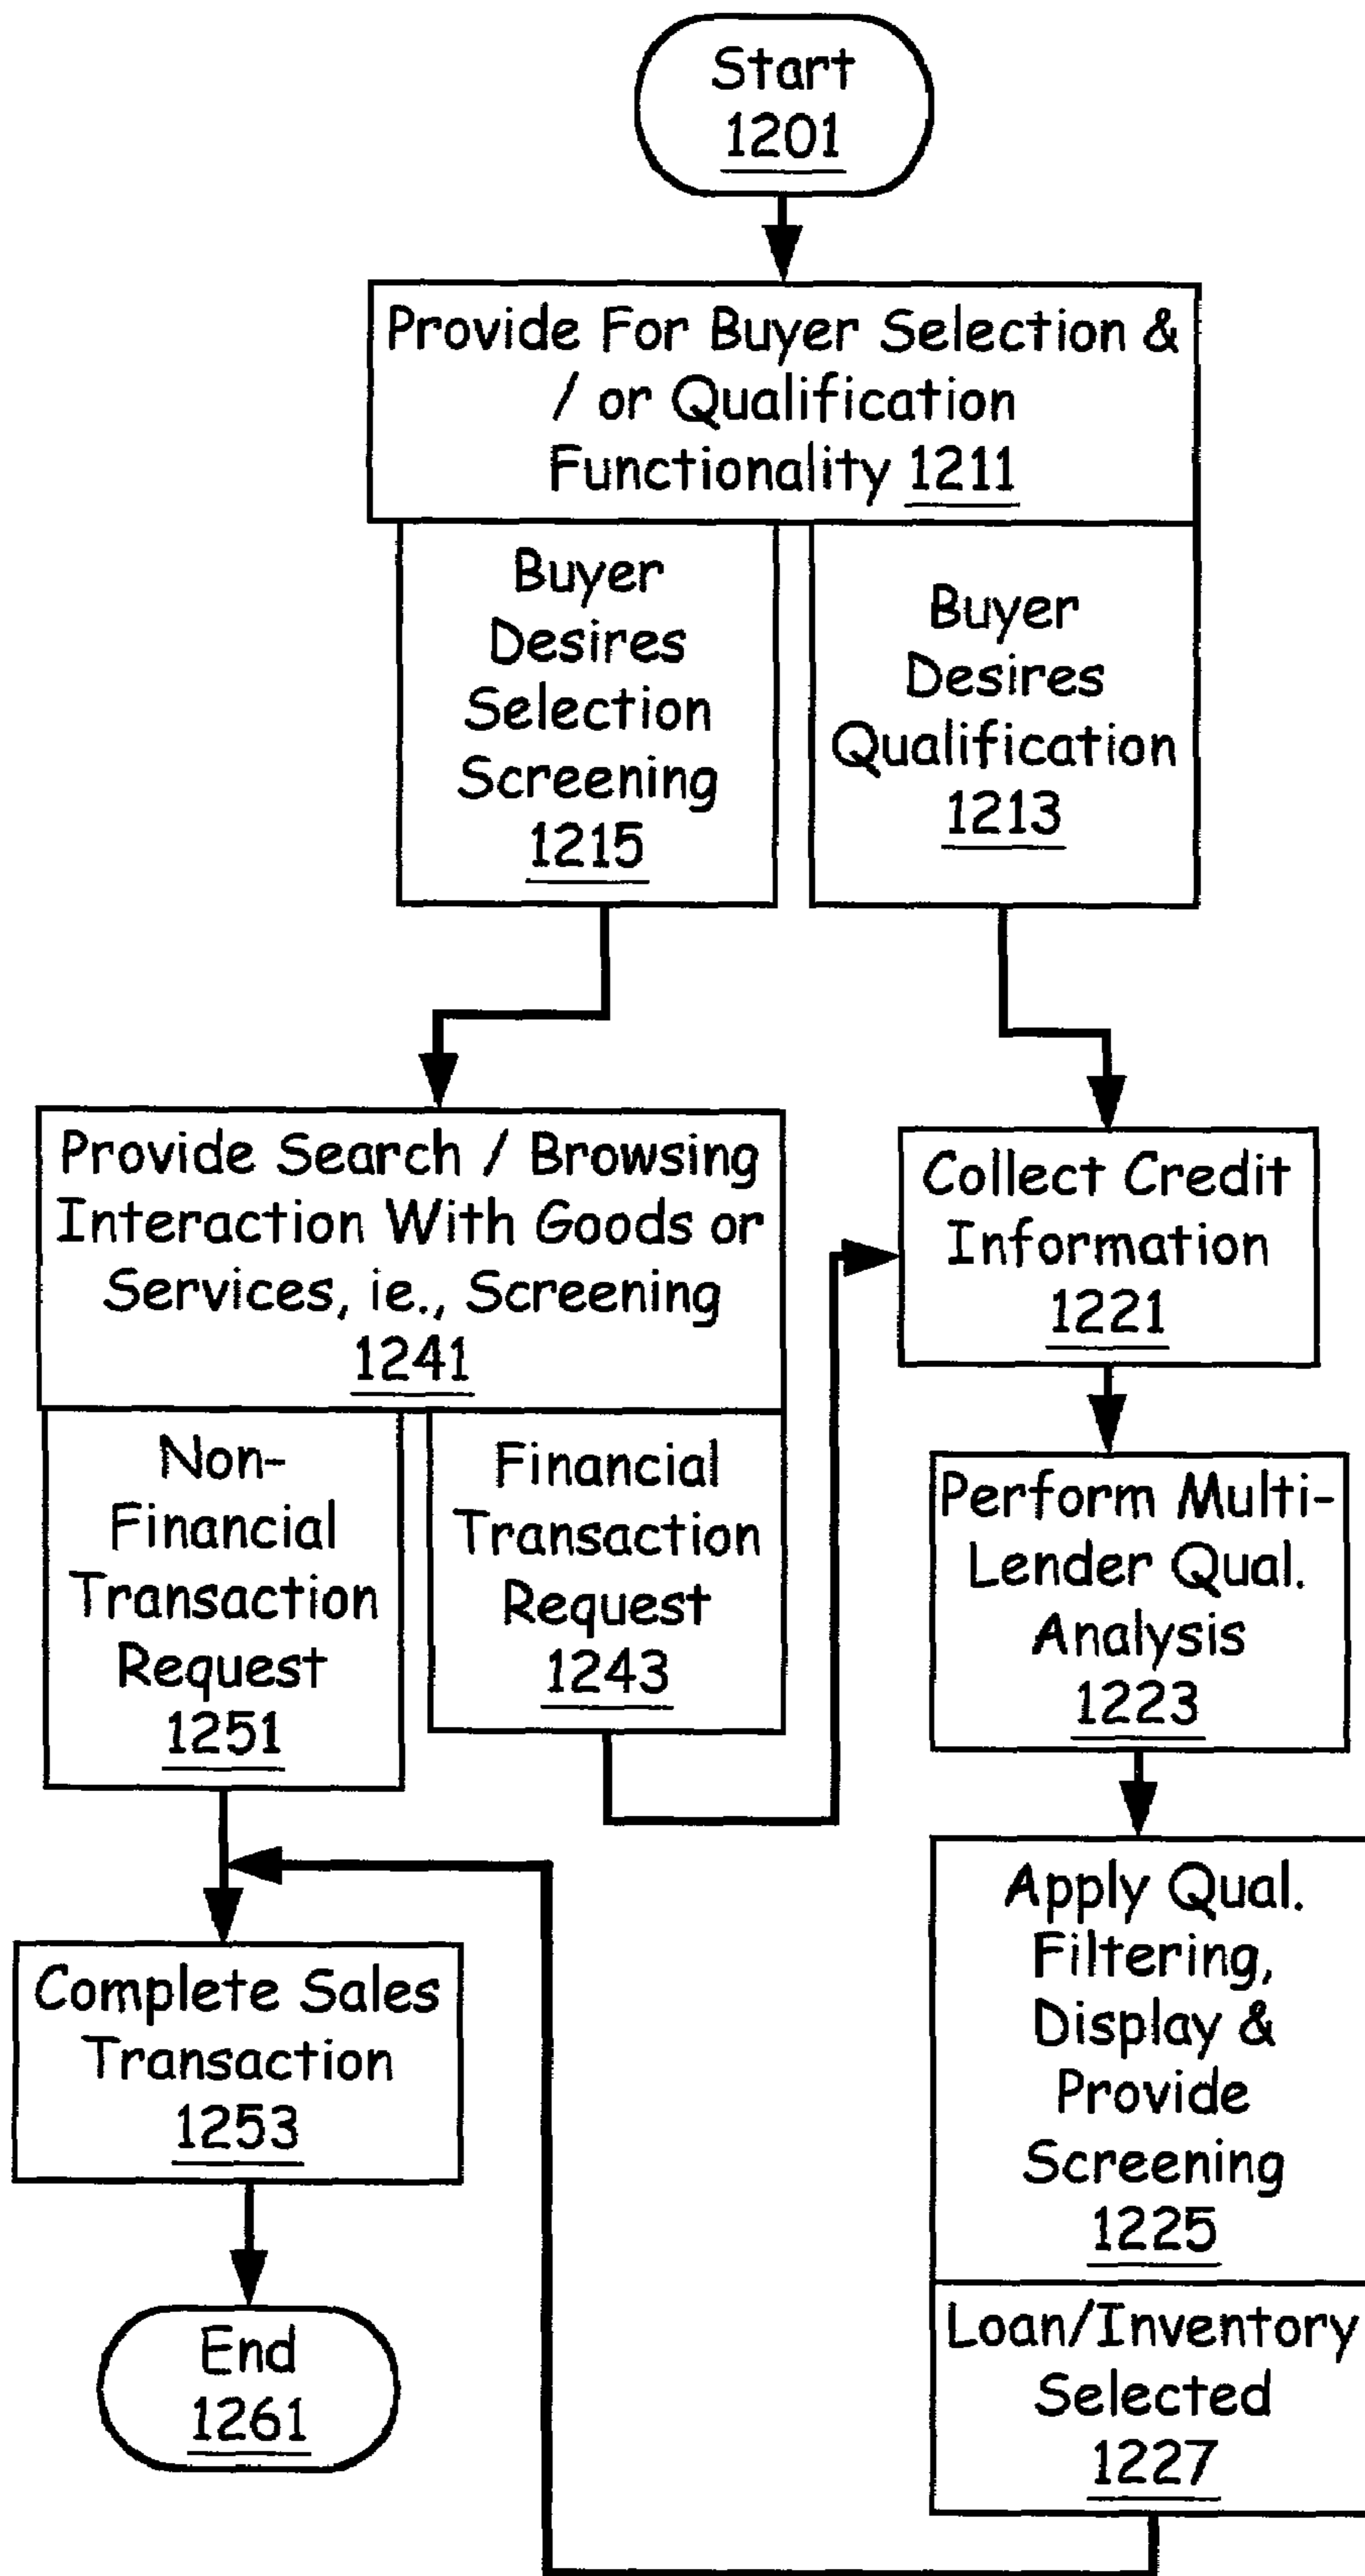 Start
1201
Provide For Buyer Selection &
/ or Qualification
Functionality 1211
Buyer
Desires
Selection
Screening
1215
Buyer
Desires
Qualification
1213
Provide Search / Browsing
Interaction With Goods or
Services, ie., Screening
1241
Non-
Financial
Transaction
Request
1251
Financial
Transaction
Request
1243
Collect Credit
Information
1221
Perform Multi-
Lender Qual.
Analysis
1223
Apply Qual.
Filtering,
Display &
Provide
Screening
1225
Loan/Inventory
Selected
1227
Complete Sales
Transaction
1253
End
1261